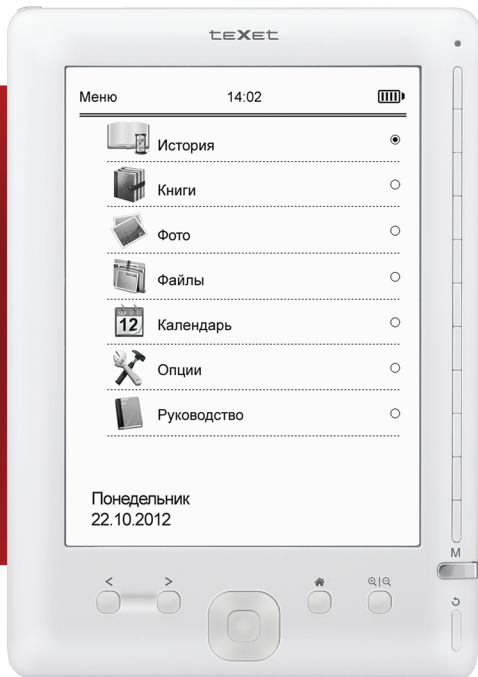 teXet
Меню 14:02
История
Книги
Фото
Файлы
12
Календарь
Опции
Руководство
Понедельник
22.10.2012
M
< >